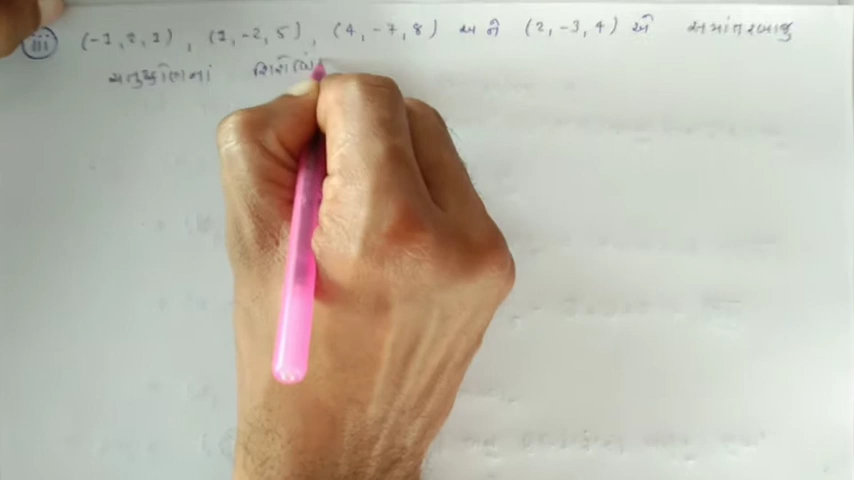 (iii) (-1, 2, 1) , (1, -2, 5) , (4, -7, 8) અને (2, -3, 4) એ સમાંતરબાજુ
ચતુષ્કોણનાં શિરોબિં